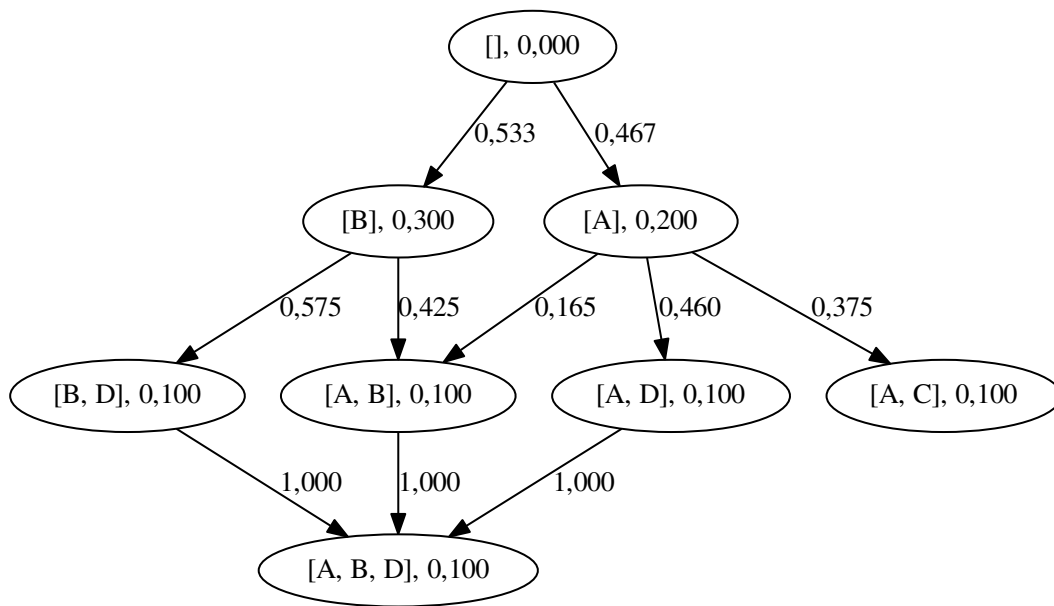 [], 0,000
0,533
0,467
[B], 0,300
[A], 0,200
0,575
0,425
0,165
0,460
0,375
[B, D], 0,100
[A, B], 0,100
[A, D], 0,100
[A, C], 0,100
1,000
1,000
1,000
[A, B, D], 0,100